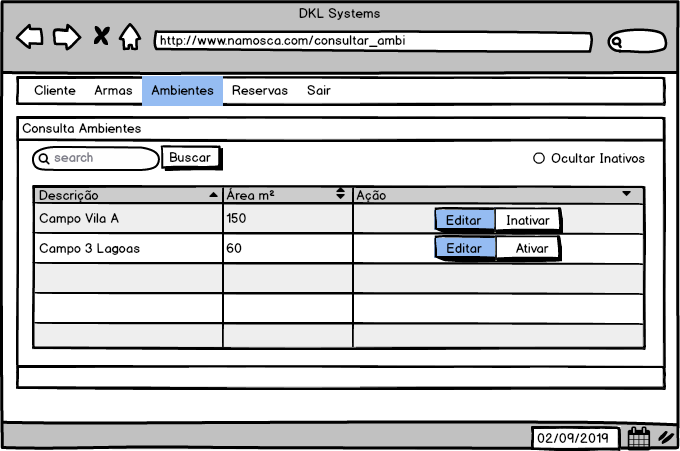 DKL Systems
http://www.namosca.com/consultar_ambi
Cliente Armas Ambientes Reservas Sair
Consulta Ambientes
search Buscar Ocultar Inativos
Descrição Área m² Ação
Campo Vila A 150 Editar Inativar
Campo 3 Lagoas 60 Editar Ativar
02/09/2019